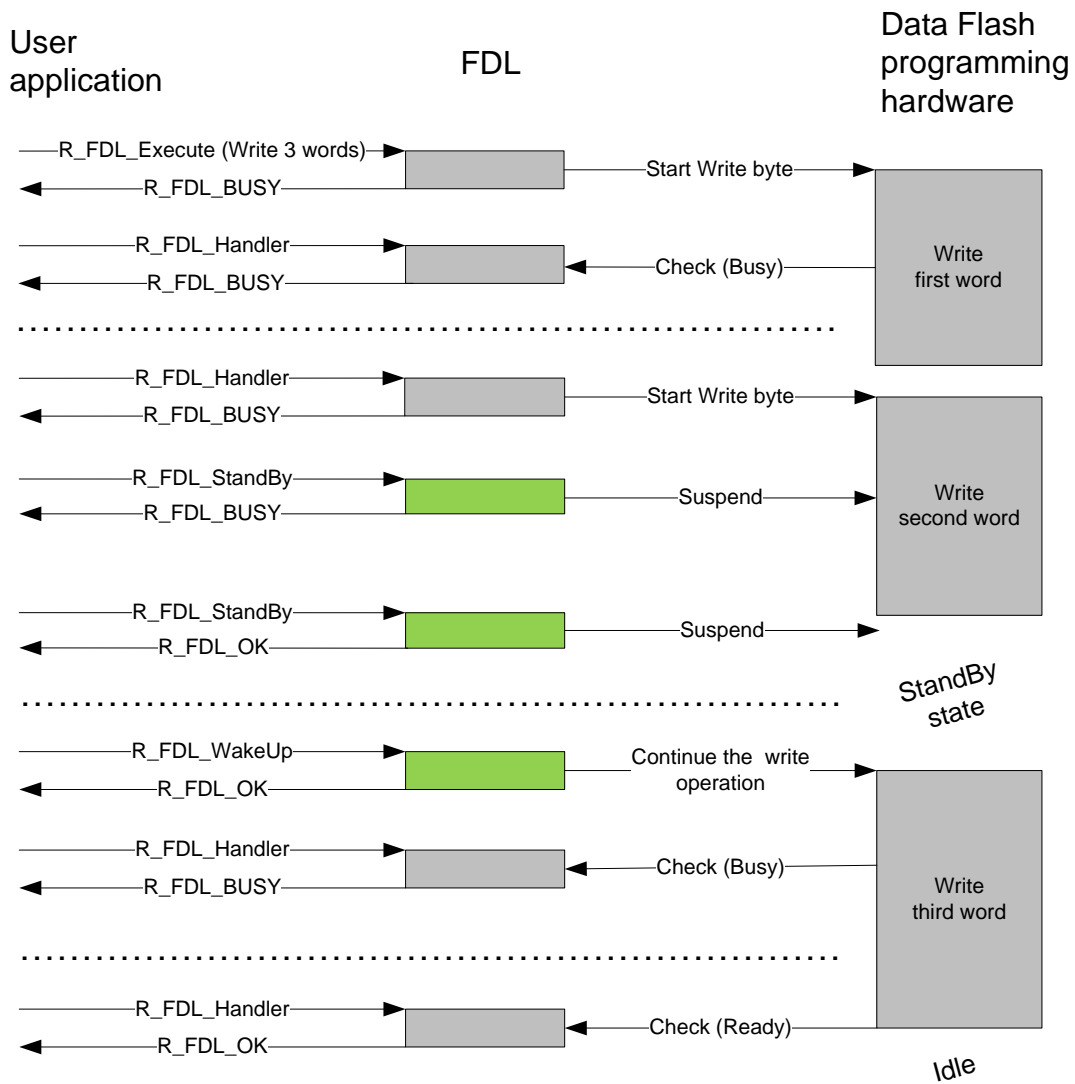 User
application
FDL
Data Flash
programming
hardware
R_FDL_Execute (Write 3 words)
R_FDL_BUSY
Start Write byte
R_FDL_Handler
R_FDL_BUSY
Check (Busy)
Write
first word
R_FDL_Handler
R_FDL_BUSY
Start Write byte
R_FDL_StandBy
R_FDL_BUSY
Suspend
Write
second word
R_FDL_StandBy
R_FDL_OK
Suspend
StandBy
state
R_FDL_WakeUp
R_FDL_OK
Continue the write
operation
R_FDL_Handler
R_FDL_BUSY
Check (Busy)
Write
third word
R_FDL_Handler
R_FDL_OK
Check (Ready)
Idle